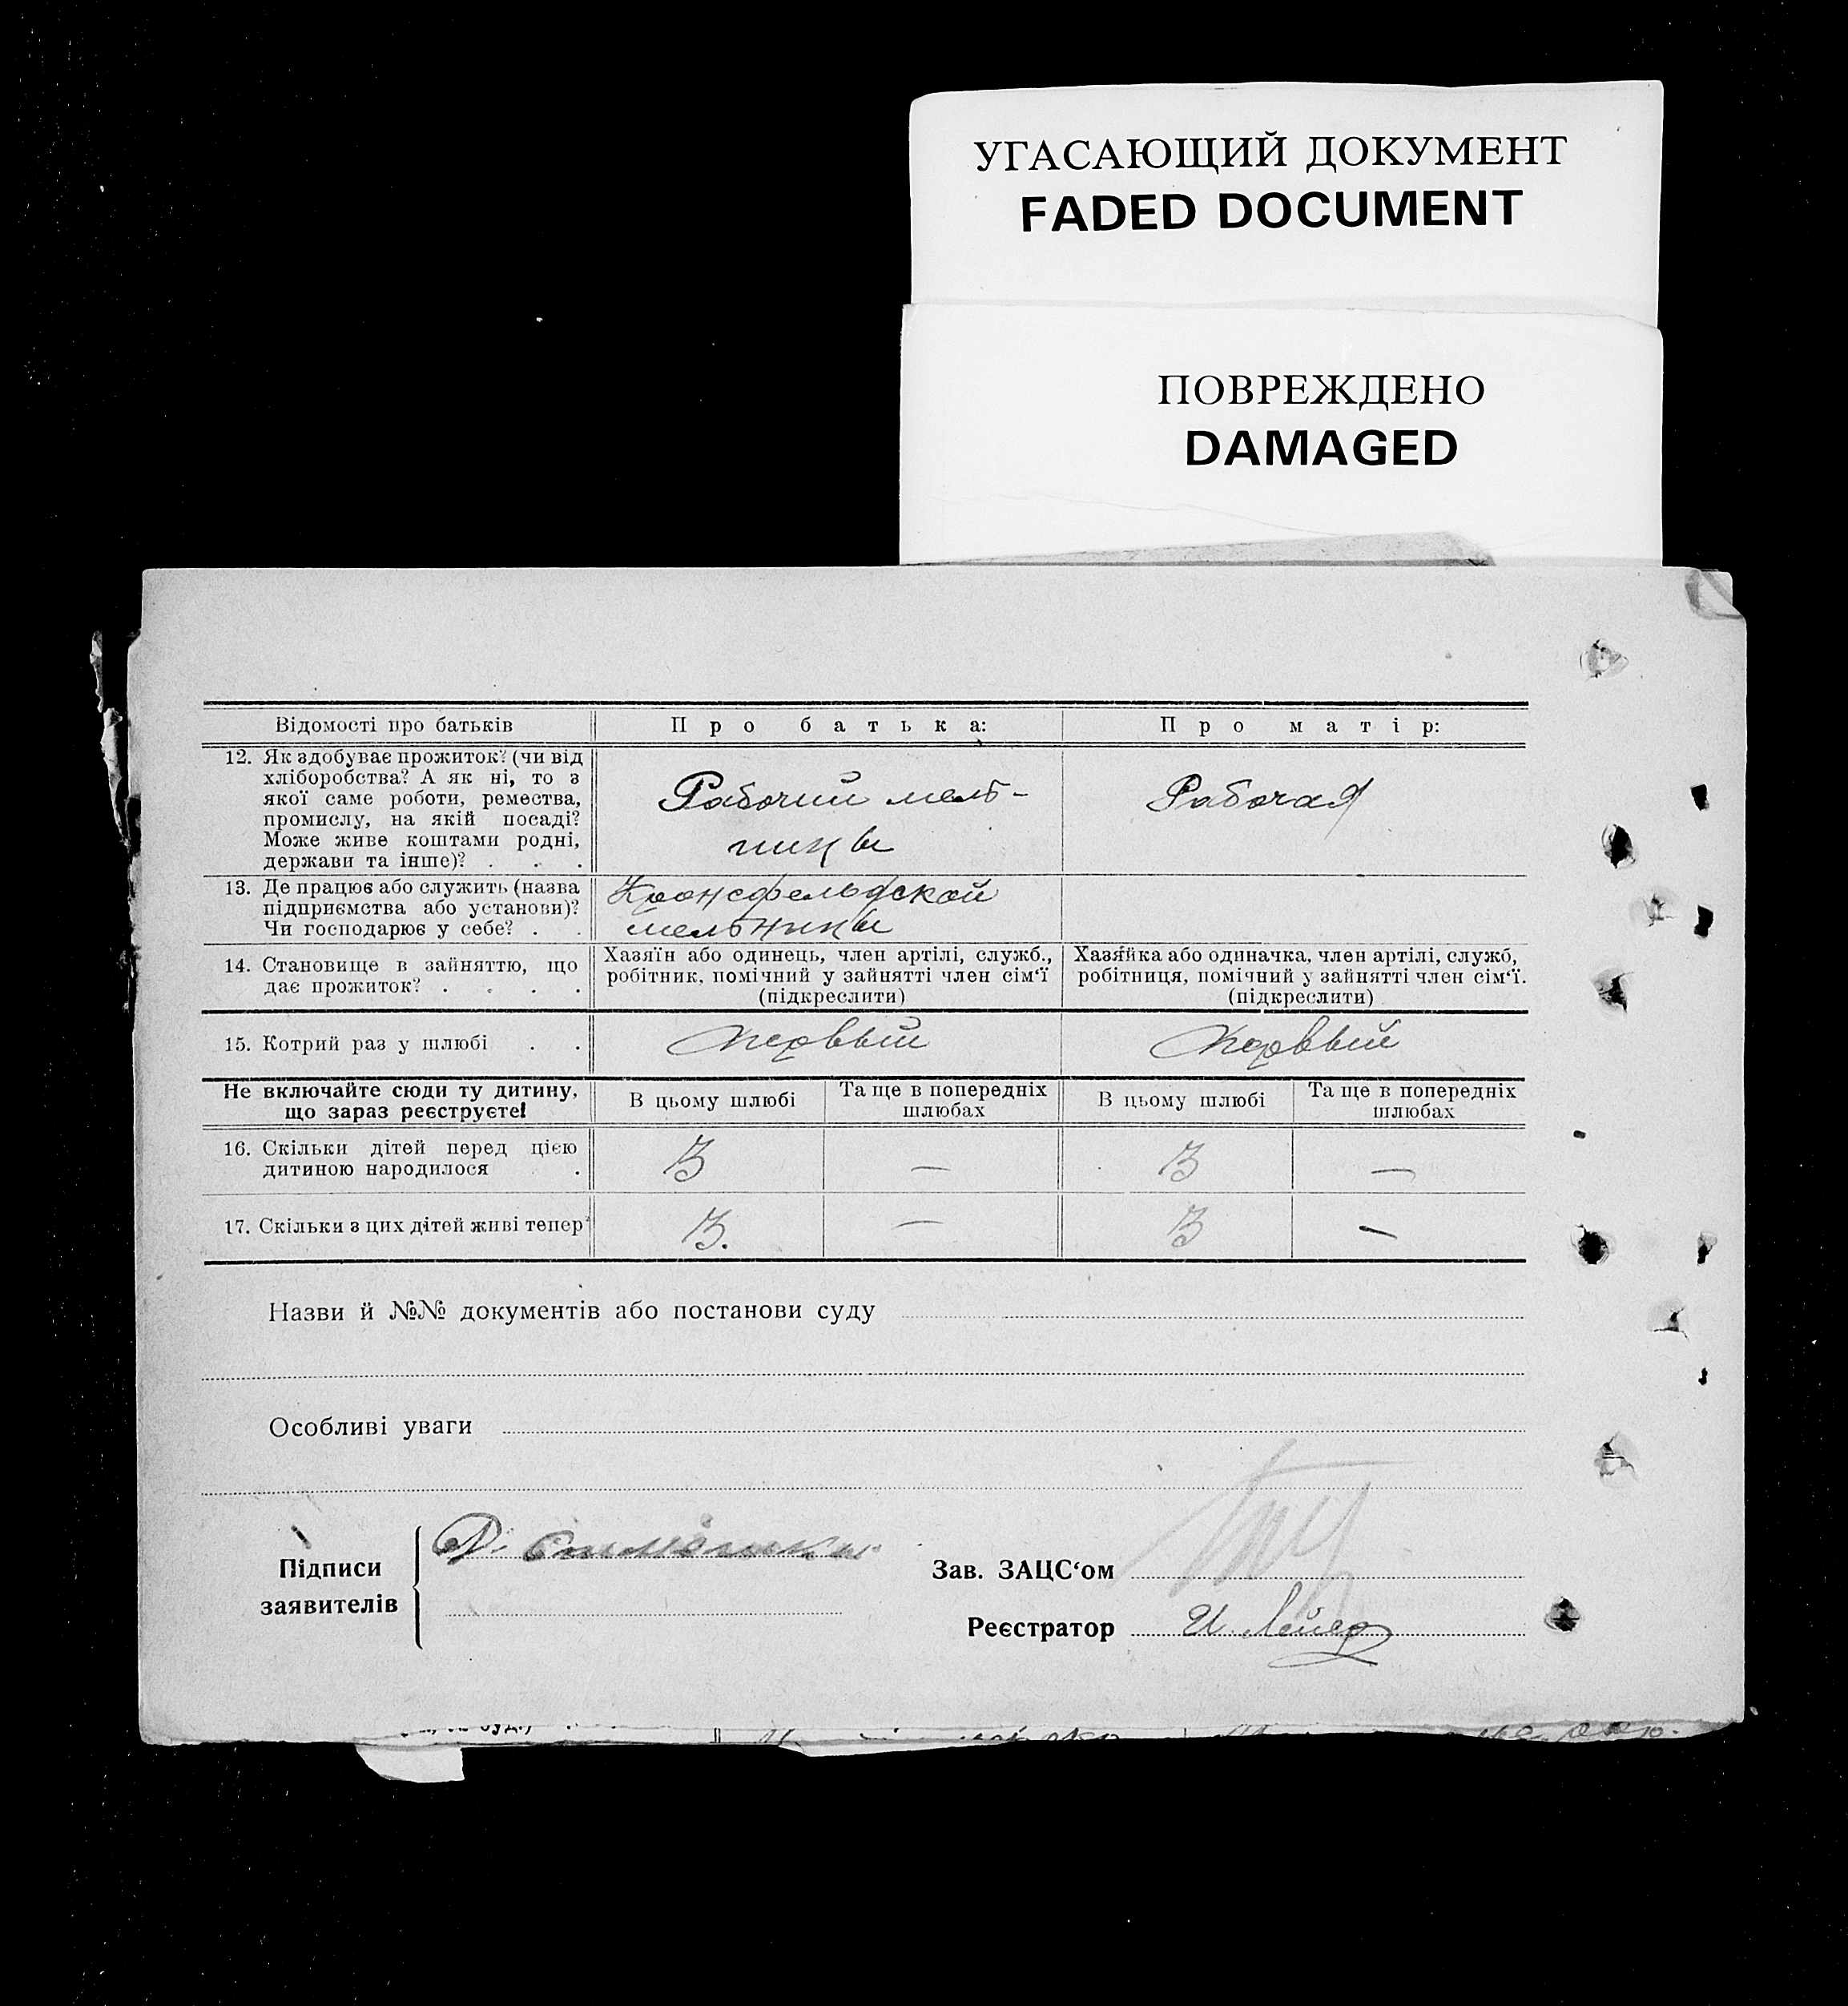 УГАСАЮЩИЙ ДОКУМЕНТ
FADED DOCUMENT
ПОВРЕЖДЕНО
DAMAGED
Відомості про батьків
Про батька:
Про матір:
12. Як здобуває прожиток? (чи від
хліборобства? А як ні, то з
якої саме роботи, ремества,
промислу, на якій посаді?
Може живе коштами родні,
держави та інше)? . . .
Рабочий мель-
ницы
Рабочая
13. Де працює або служить (назва
підприємства або установи)?
Чи господарює у себе? . .
Кронсфельдской
мельницы
14. Становище в зайняттю, що
дає прожиток? . . . .
Хазяїн або одинець, член артілі, служб.,
робітник, помічний у зайнятті член сім‘ї
(підкреслити)
Хазяйка або одиначка, член артілі, служб,
робітниця, помічний у зайнятті член сім‘ї.
(підкреслити)
15. Котрий раз у шлюбі . .
Первый
Первый
Не включайте сюди ту дитину,
що зараз реєструєте!
В цьому шлюбі
Та ще в попередніх
шлюбах
В цьому шлюбі
Та ще в попередніх
шлюбах
16. Скільки дітей перед цією
дитиною народилося .
3
—
3
—
17. Скільки з цих дітей живі тепер?
3.
—
3
—
Назви й №№ документів або постанови суду
Особливі уваги
Підписи
заявителів
Зав. ЗАЦС‘ом
Реєстратор
И.